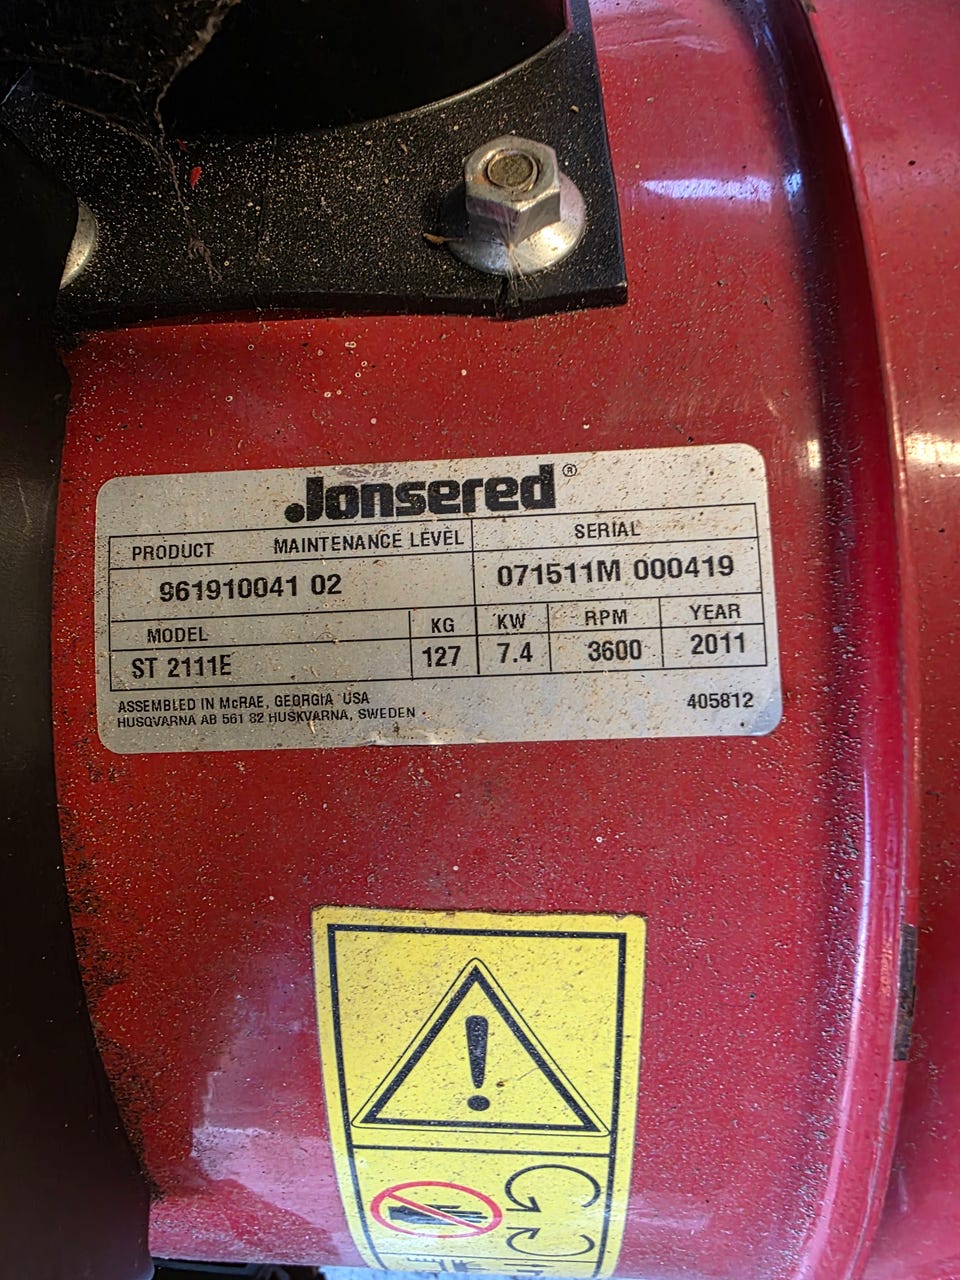 Jonsered®
PRODUCT MAINTENANCE LEVEL SERIAL
961910041 02 071511M 000419
MODEL KG KW RPM YEAR
ST 2111E 127 7.4 3600 2011
ASSEMBLED IN McRAE, GEORGIA USA
HUSQVARNA AB 561 82 HUSKVARNA, SWEDEN 405812